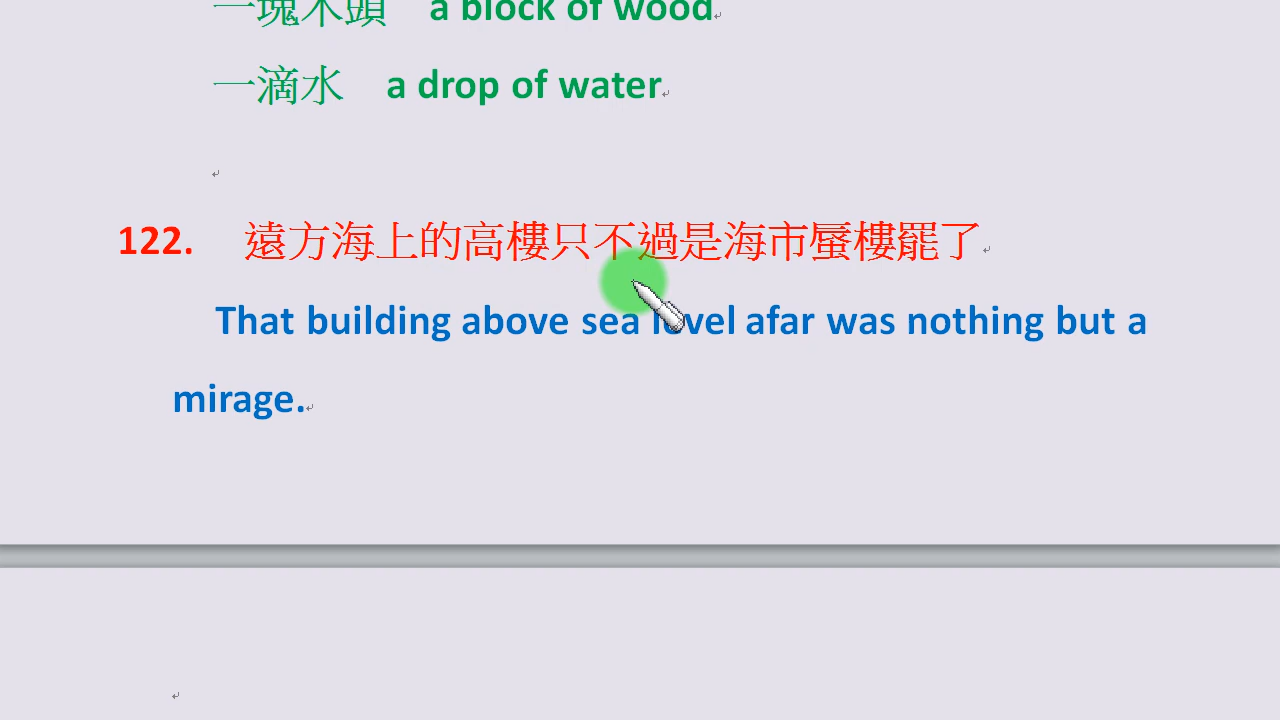 一塊木頭 a block of wood
一滴水 a drop of water
122. 遠方海上的高樓只不過是海市蜃樓罷了
That building above sea level afar was nothing but a
mirage.